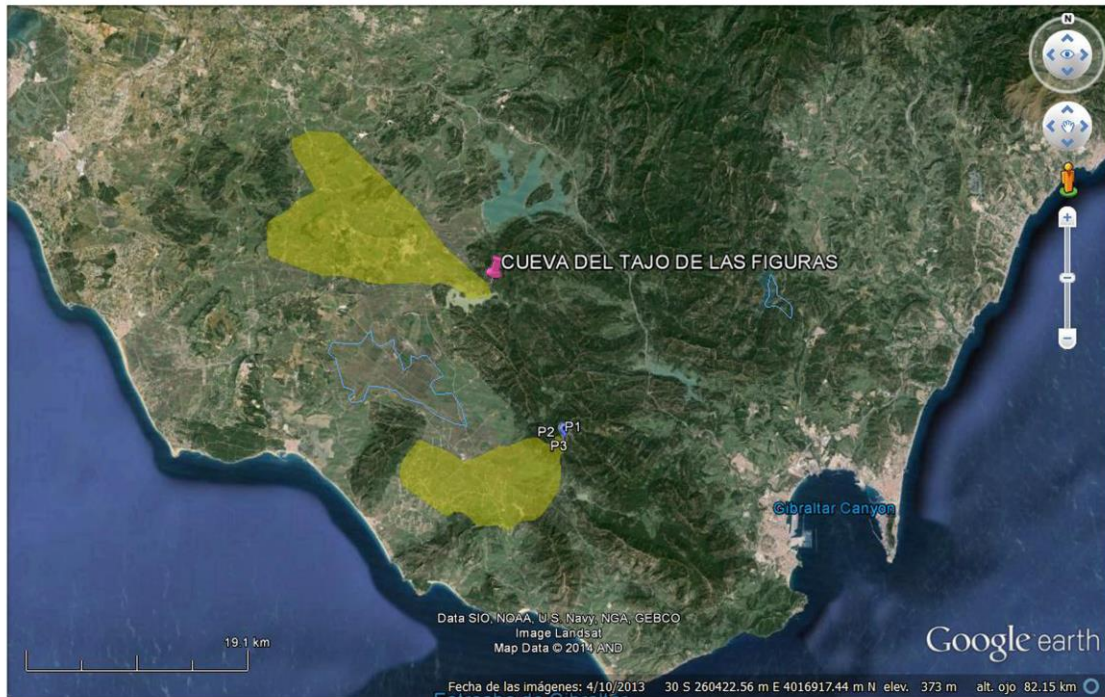 N
CUEVA DEL TAJO DE LAS FIGURAS
P2 P1
P3
Gibraltar Canyon
Data SIO, NOAA, U.S. Navy, NGA, GEBCO
Image Landsat
Map Data © 2014 AND
19.1 km
Google earth
Fecha de las imágenes: 4/10/2013 30 S 260422.56 m E 4016917.44 m N elev. 373 m alt. ojo 82.15 km